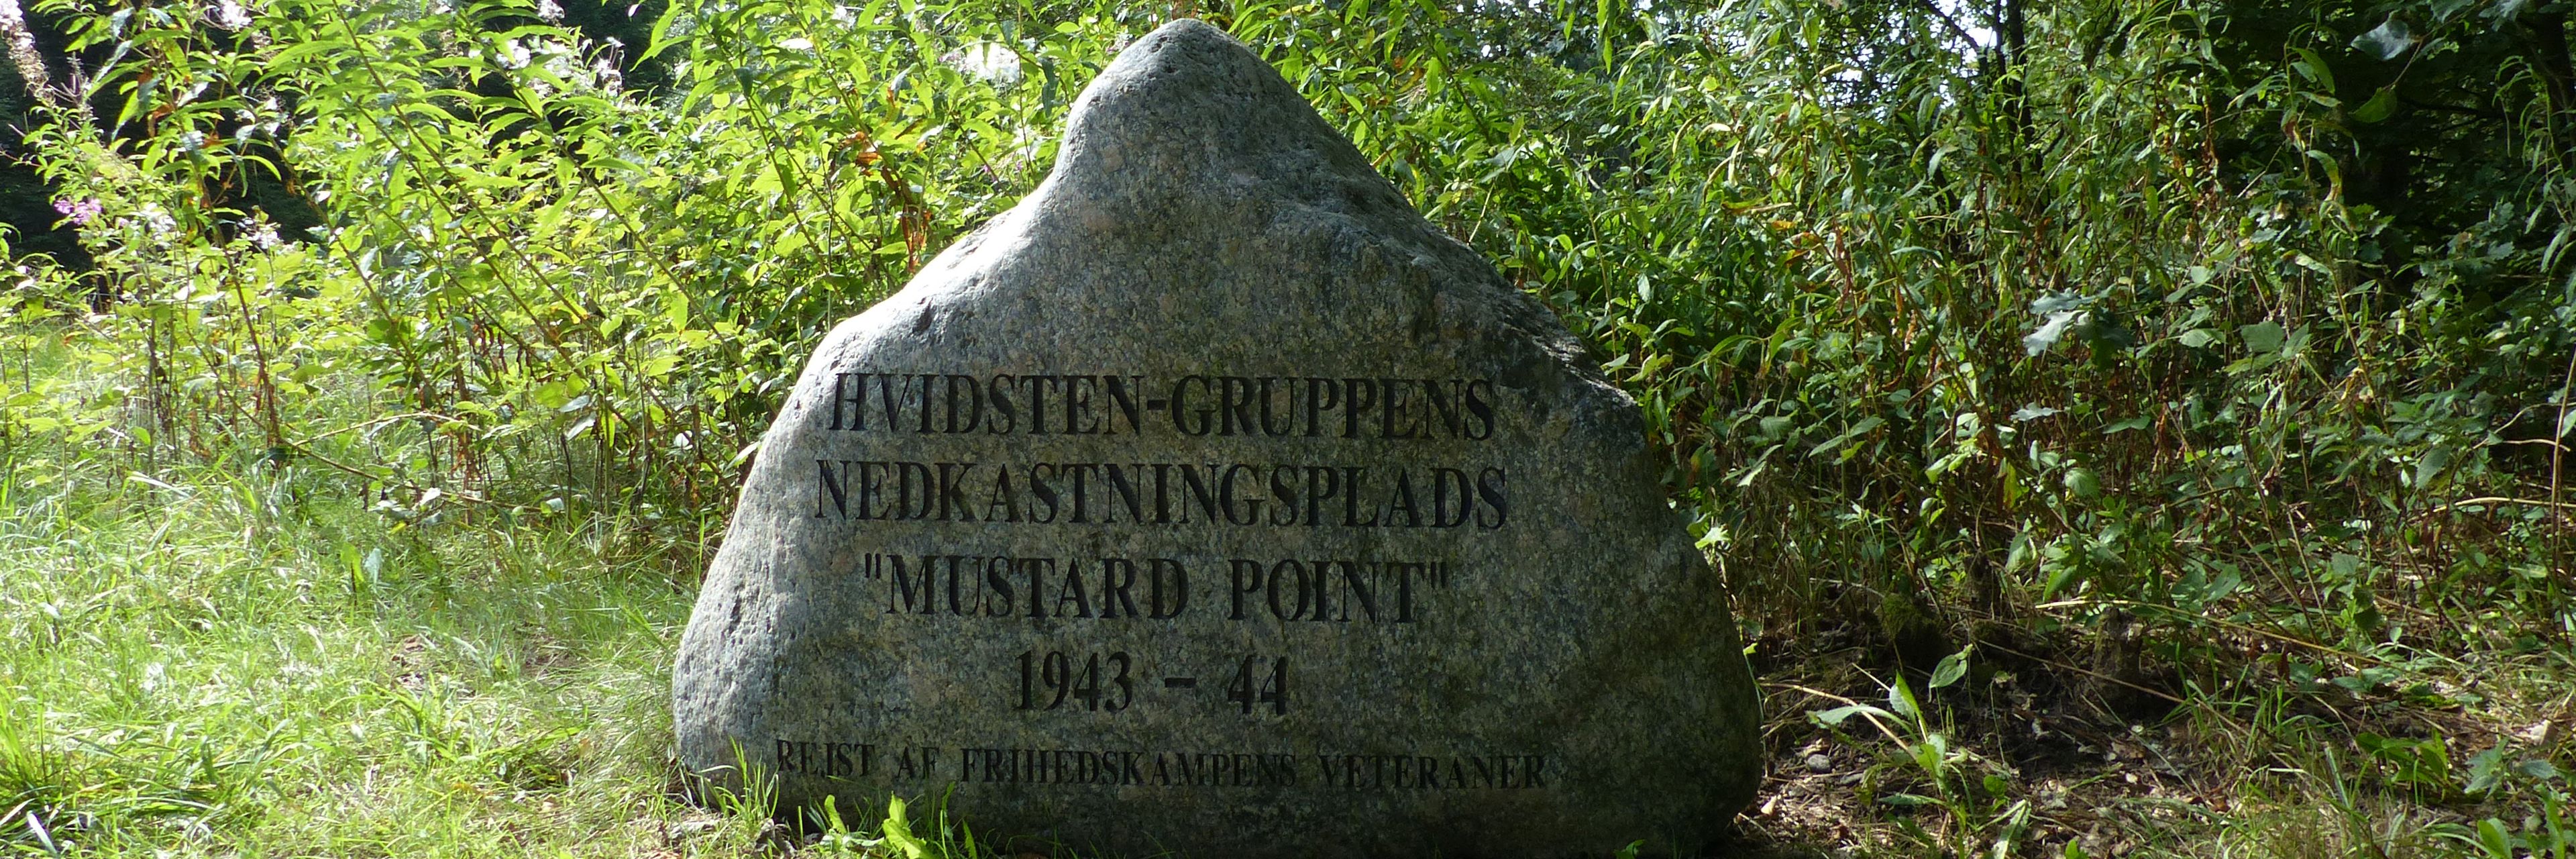 HVIDSTEN-GRUPPENS
NEDKASTNINGSPLADS
"MUSTARD POINT"
1943 - 44
REJST AF FRIHEDSKAMPENS VETERANER